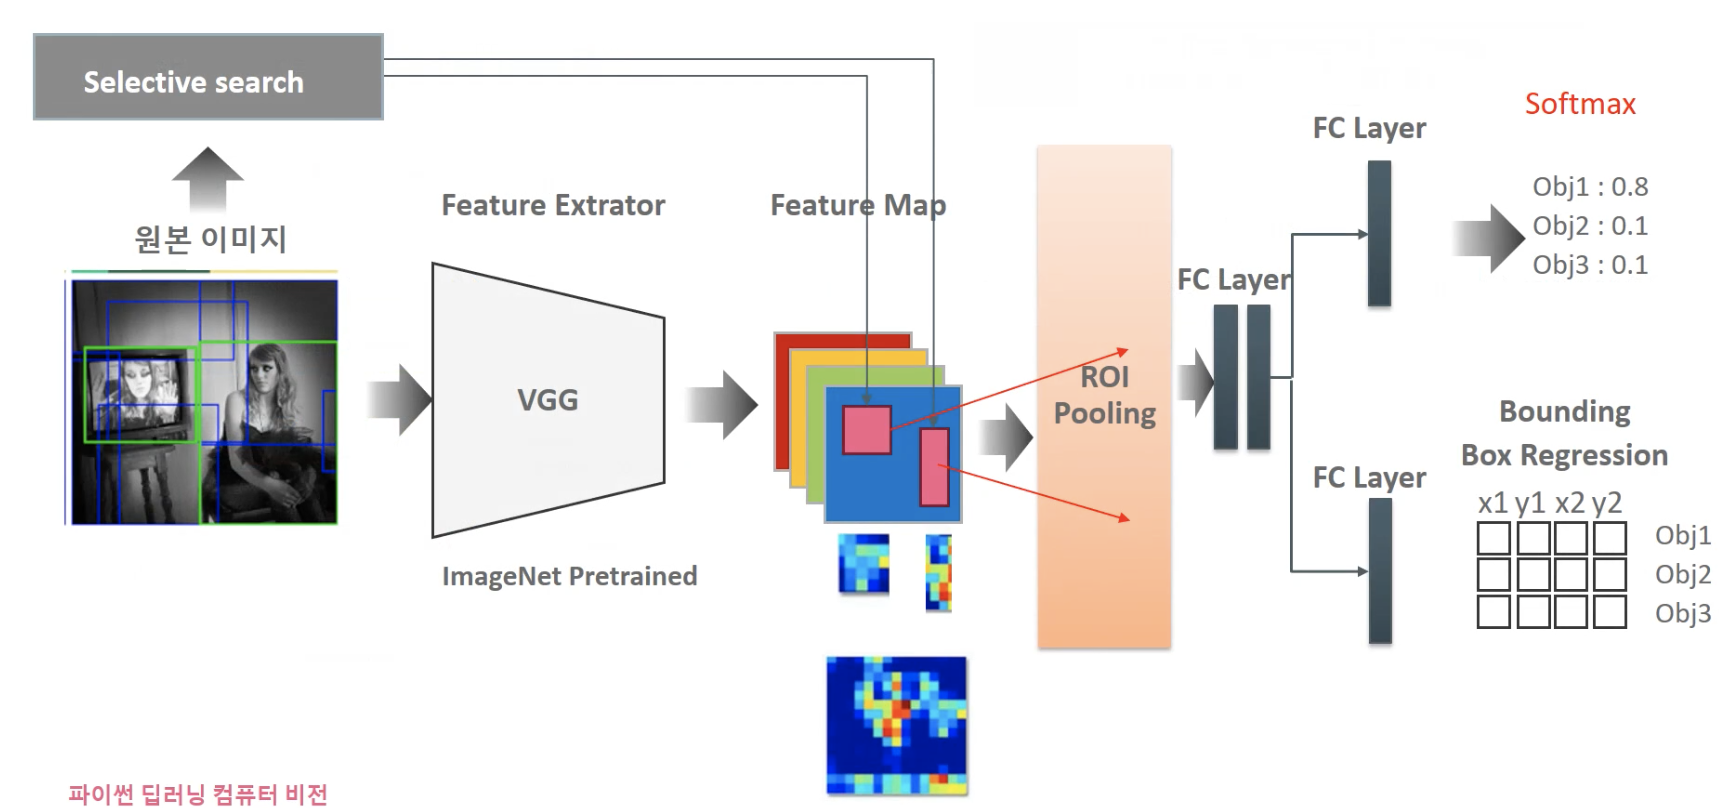 Selective search
원본 이미지
Feature Extrator
VGG
ImageNet Pretrained
Feature Map
ROI
Pooling
FC Layer
FC Layer
Softmax
Obj1 : 0.8
Obj2 : 0.1
Obj3 : 0.1
FC Layer
Bounding
Box Regression
x1 y1 x2 y2
Obj1
Obj2
Obj3
파이썬 딥러닝 컴퓨터 비전